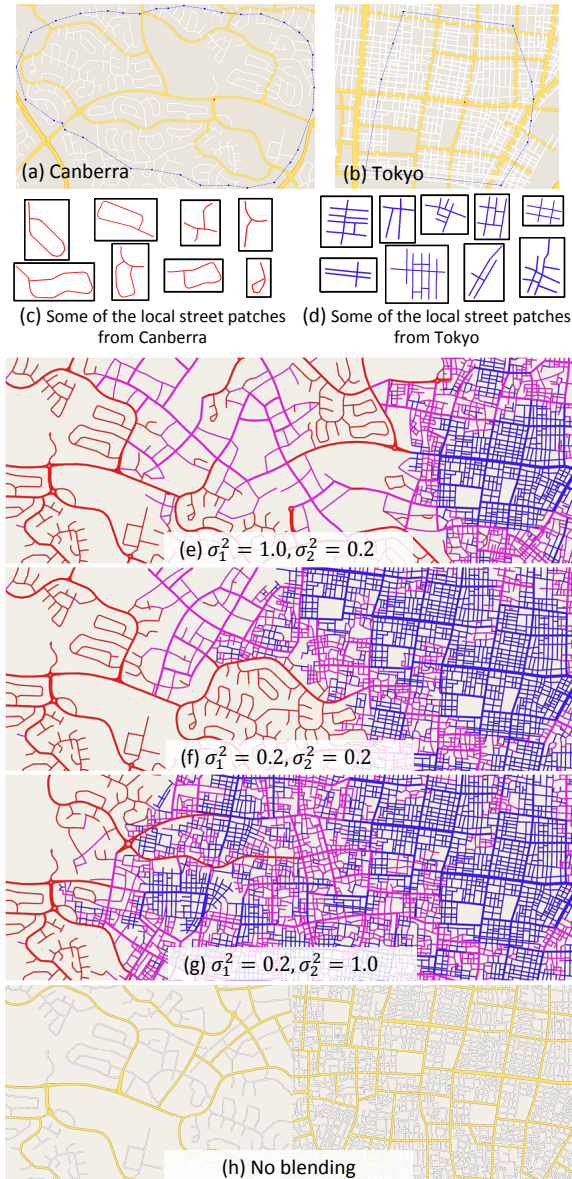 (a) Canberra
(b) Tokyo
(c) Some of the local street patches
from Canberra
(d) Some of the local street patches
from Tokyo
(e) σ₁² = 1.0, σ₂² = 0.2
(f) σ₁² = 0.2, σ₂² = 0.2
(g) σ₁² = 0.2, σ₂² = 1.0
(h) No blending